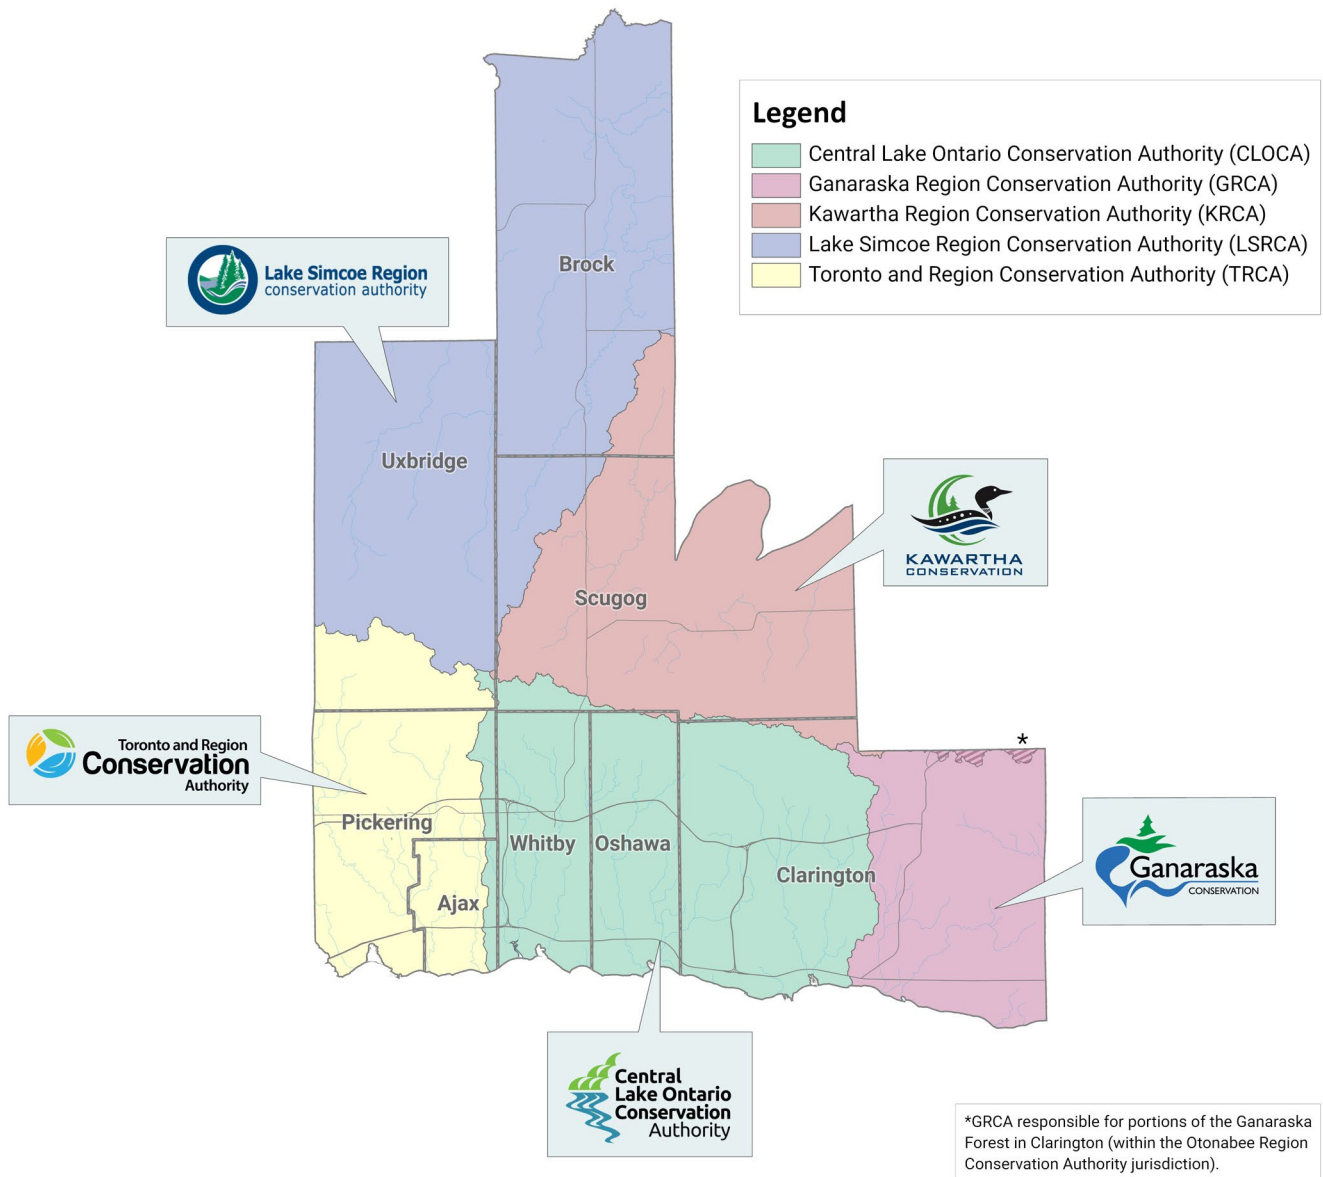 Legend
Central Lake Ontario Conservation Authority (CLOCA)
Ganaraska Region Conservation Authority (GRCA)
Kawartha Region Conservation Authority (KRCA)
Lake Simcoe Region Conservation Authority (LSRCA)
Toronto and Region Conservation Authority (TRCA)
Brock
Lake Simcoe Region
conservation authority
Uxbridge
KAWARTHA
CONSERVATION
Scugog
*
Toronto and Region
Conservation
Authority
Pickering
Whitby
Oshawa
Clarington
Ajax
Ganaraska
CONSERVATION
Central
Lake Ontario
Conservation
Authority
*GRCA responsible for portions of the Ganaraska
Forest in Clarington (within the Otonabee Region
Conservation Authority jurisdiction).